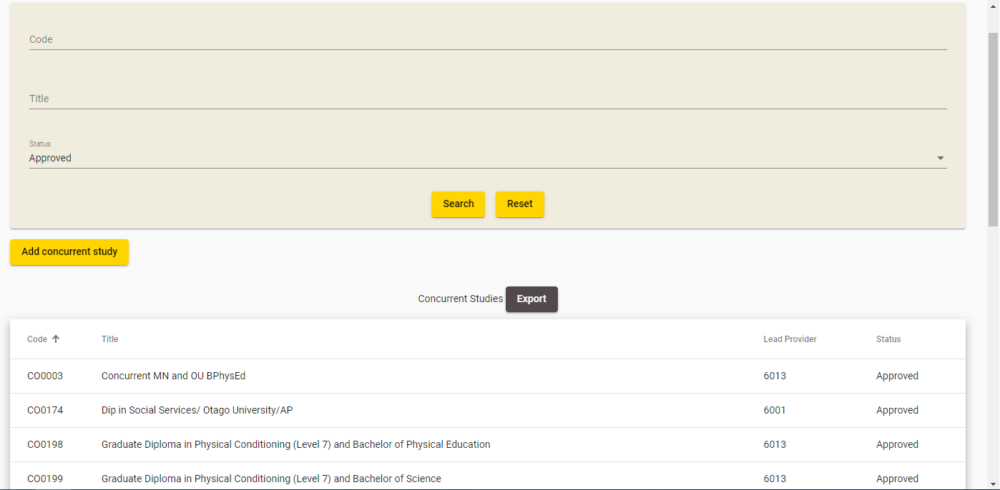 Code
Title
Status
Approved
Search Reset
Add concurrent study
Concurrent Studies Export
Code Title Lead Provider Status
CO0003 Concurrent MN and OU BPhysEd 6013 Approved
CO0174 Dip in Social Services/ Otago University/AP 6001 Approved
CO0198 Graduate Diploma in Physical Conditioning (Level 7) and Bachelor of Physical Education 6013 Approved
CO0199 Graduate Diploma in Physical Conditioning (Level 7) and Bachelor of Science 6013 Approved